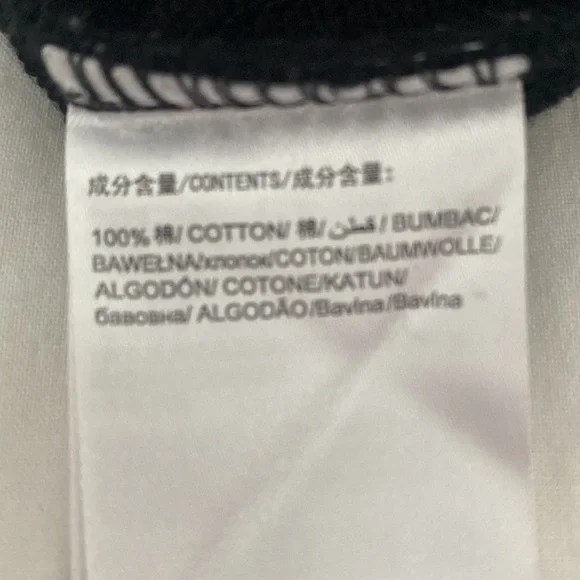 成分含量/CONTENTS/成分含量:
100% 棉/ COTTON/ 棉/ قطن / BUMBAC/
BAWEŁNA/хлопок/COTON/BAUMWOLLE/
ALGODÓN/ COTONE/KATUN/
бавовна/ ALGODÃO/Bavlna/Bavlna